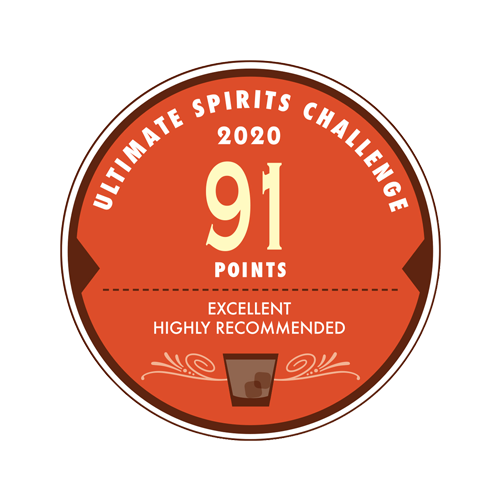 ULTIMATE SPIRITS CHALLENGE
2020
91
POINTS
EXCELLENT
HIGHLY RECOMMENDED